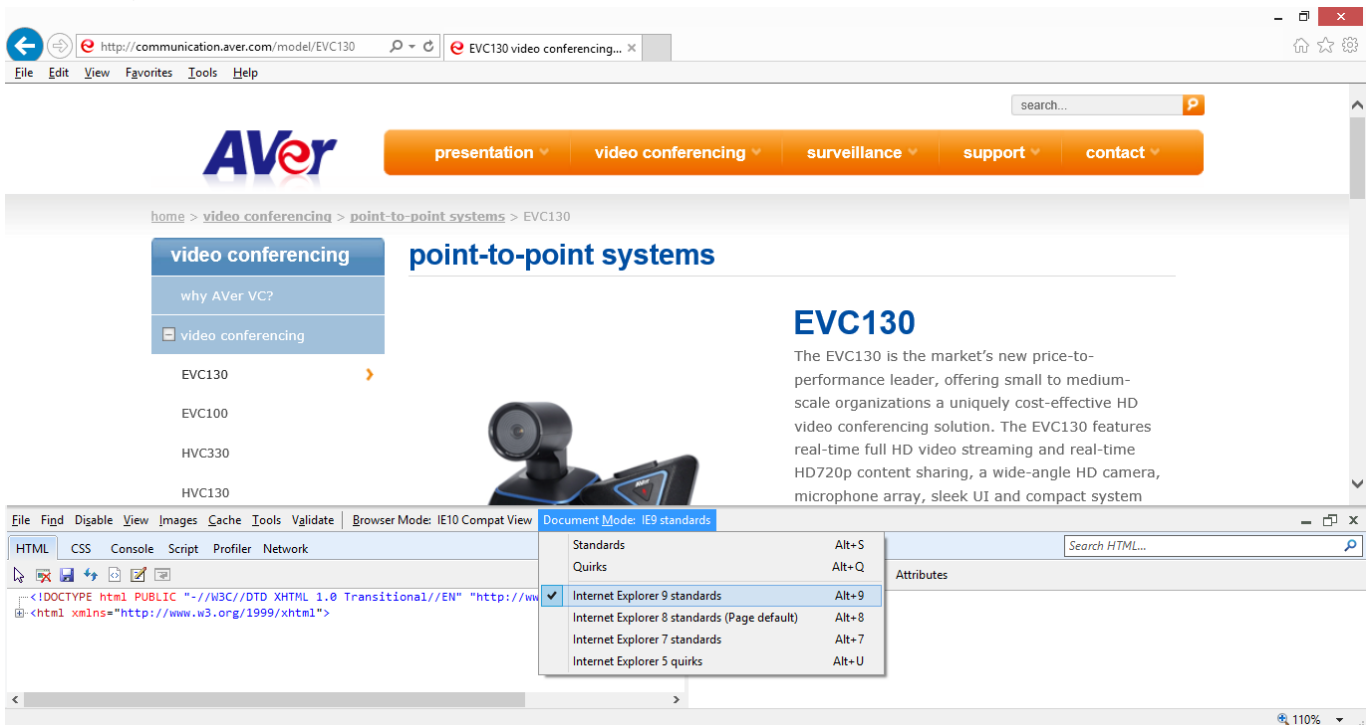 http://communication.aver.com/model/EVC130
EVC130 video conferencing...
File Edit View Favorites Tools Help
search...
AVer
presentation video conferencing surveillance support contact
home > video conferencing > point-to-point systems > EVC130
video conferencing
why AVer VC?
video conferencing
EVC130
EVC100
HVC330
HVC130
point-to-point systems
EVC130
The EVC130 is the market's new price-to-
performance leader, offering small to medium-
scale organizations a uniquely cost-effective HD
video conferencing solution. The EVC130 features
real-time full HD video streaming and real-time
HD720p content sharing, a wide-angle HD camera,
microphone array, sleek UI and compact system
File Find Disable View Images Cache Tools Validate Browser Mode: IE10 Compat View Document Mode: IE9 standards
HTML CSS Console Script Profiler Network
Search HTML...
Attributes
<!DOCTYPE html PUBLIC "-//W3C//DTD XHTML 1.0 Transitional//EN" "http://ww
<html xmlns="http://www.w3.org/1999/xhtml">
Standards Alt+S
Quirks Alt+Q
Internet Explorer 9 standards Alt+9
Internet Explorer 8 standards (Page default) Alt+8
Internet Explorer 7 standards Alt+7
Internet Explorer 5 quirks Alt+U
110%